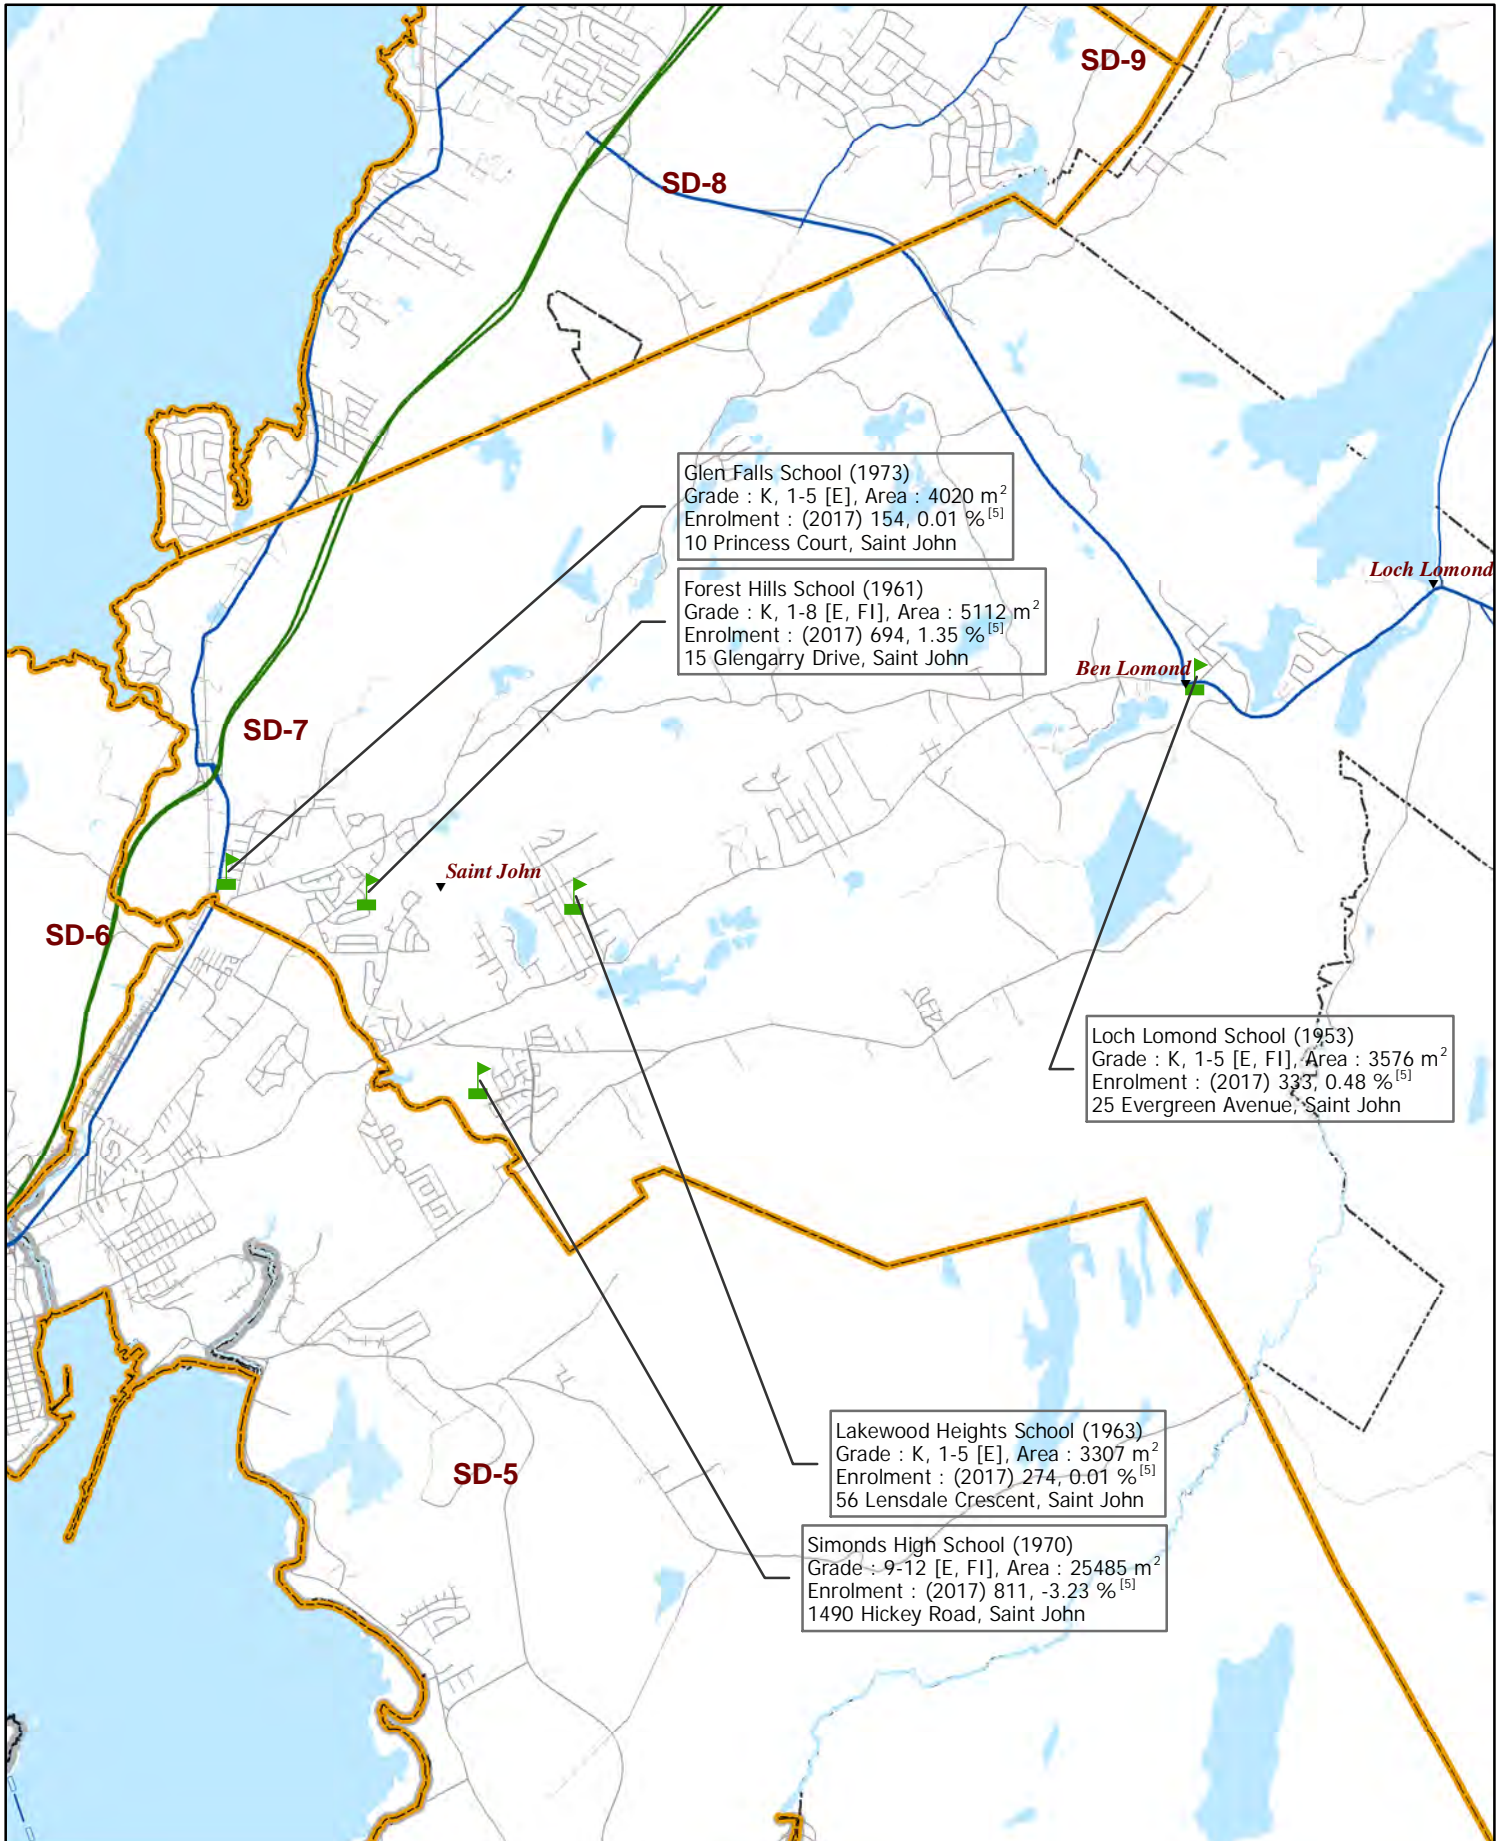 SD-9
SD-8
Glen Falls School (1973)
Grade : K, 1-5 [E], Area : 4020 m²
Enrolment : (2017) 154, 0.01 % [5]
10 Princess Court, Saint John
Loch Lomond
Forest Hills School (1961)
Grade : K, 1-8 [E, FI], Area : 5112 m²
Enrolment : (2017) 694, 1.35 % [5]
15 Glengarry Drive, Saint John
Ben Lomond
SD-7
Saint John
SD-6
Loch Lomond School (1953)
Grade : K, 1-5 [E, FI], Area : 3576 m²
Enrolment : (2017) 333, 0.48 % [5]
25 Evergreen Avenue, Saint John
Lakewood Heights School (1963)
Grade : K, 1-5 [E], Area : 3307 m²
Enrolment : (2017) 274, 0.01 % [5]
56 Lensdale Crescent, Saint John
SD-5
Simonds High School (1970)
Grade : 9-12 [E, FI], Area : 25485 m²
Enrolment : (2017) 811, -3.23 % [5]
1490 Hickey Road, Saint John